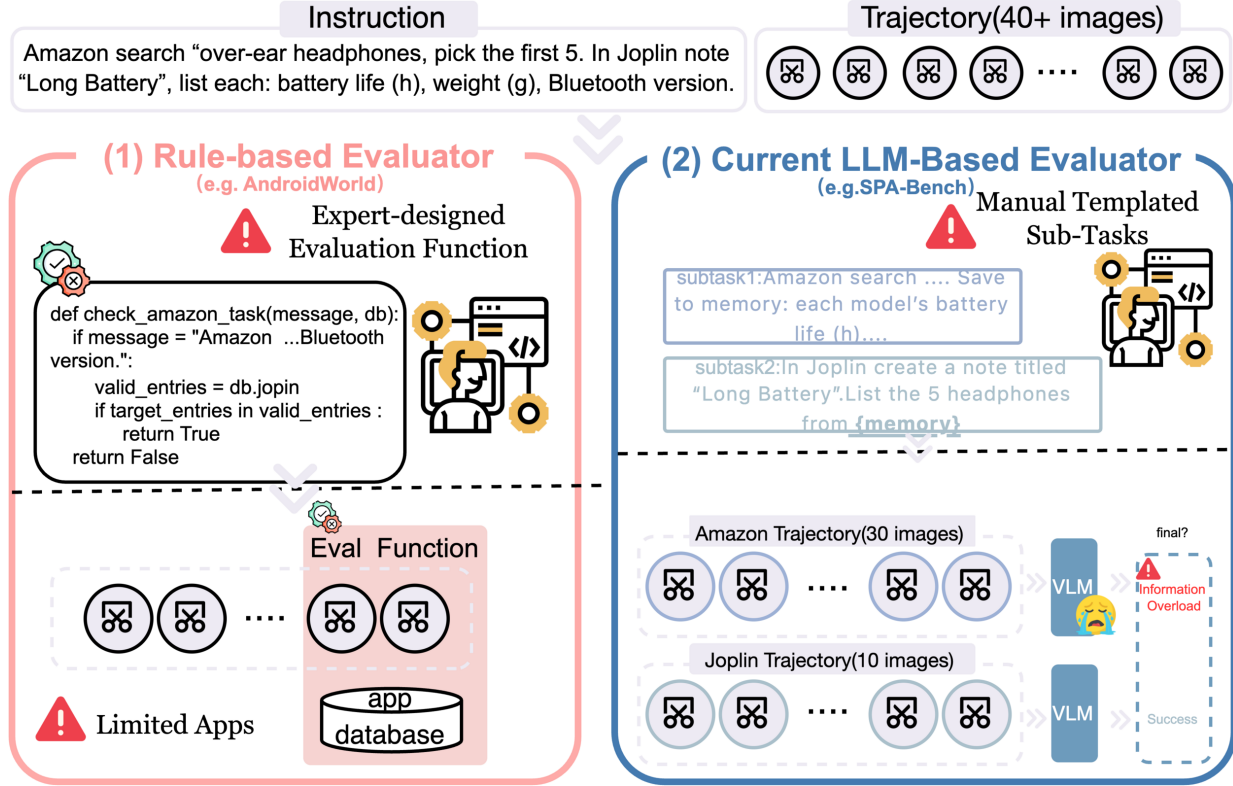 Instruction
Amazon search “over-ear headphones, pick the first 5. In Joplin note
“Long Battery”, list each: battery life (h), weight (g), Bluetooth version.
Trajectory(40+ images)
....
(1) Rule-based Evaluator
(e.g. AndroidWorld)
Expert-designed
Evaluation Function
def check_amazon_task(message, db):
if message = "Amazon ...Bluetooth
version.":
valid_entries = db.jopin
if target_entries in valid_entries :
return True
return False
</>
Eval Function
....
app
database
Limited Apps
(2) Current LLM-Based Evaluator
(e.g.SPA-Bench)
Manual Templated
Sub-Tasks
subtask1:Amazon search .... Save
to memory: each model’s battery
life (h)....
</>
subtask2:In Joplin create a note titled
“Long Battery”.List the 5 headphones
from {memory}
Amazon Trajectory(30 images)
....
VLM
final?
Information
Overload
Joplin Trajectory(10 images)
....
VLM
Success